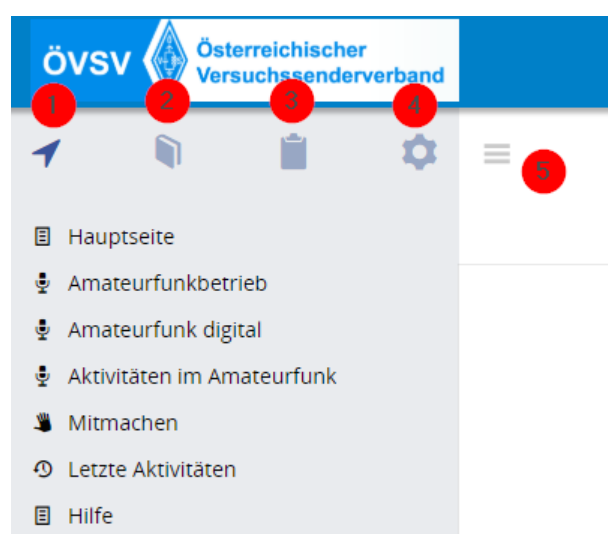 ÖVSV
Österreichischer
Versuchssenderverband
1 2 3 4
5
Hauptseite
Amateurfunkbetrieb
Amateurfunk digital
Aktivitäten im Amateurfunk
Mitmachen
Letzte Aktivitäten
Hilfe